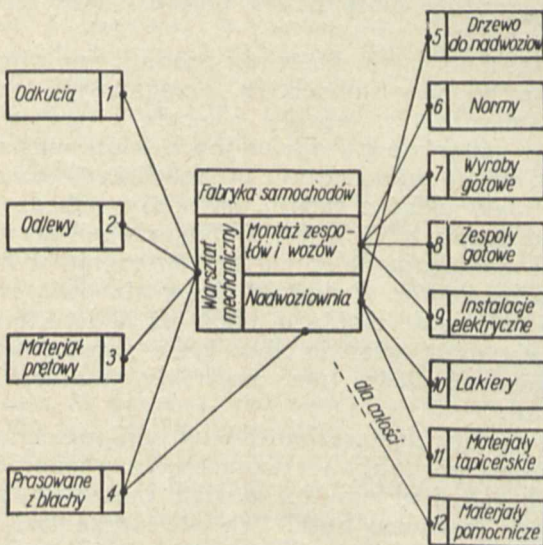 Odkucia 1
Odlewy 2
Materjał
prętowy 3
Prasowane
z blachy 4
Fabryka samochodów
Warsztat
mechaniczny
Montaż zespo-
łów i wozów
Nadwoziownia
dla całości
5 Drzewo
do nadwoziow
6 Normy
7 Wyroby
gotowe
8 Zespoły
gotowe
9 Instalacje
elektryczne
10 Lakiery
11 Materjały
tapicerskie
12 Materjały
pomocnicze